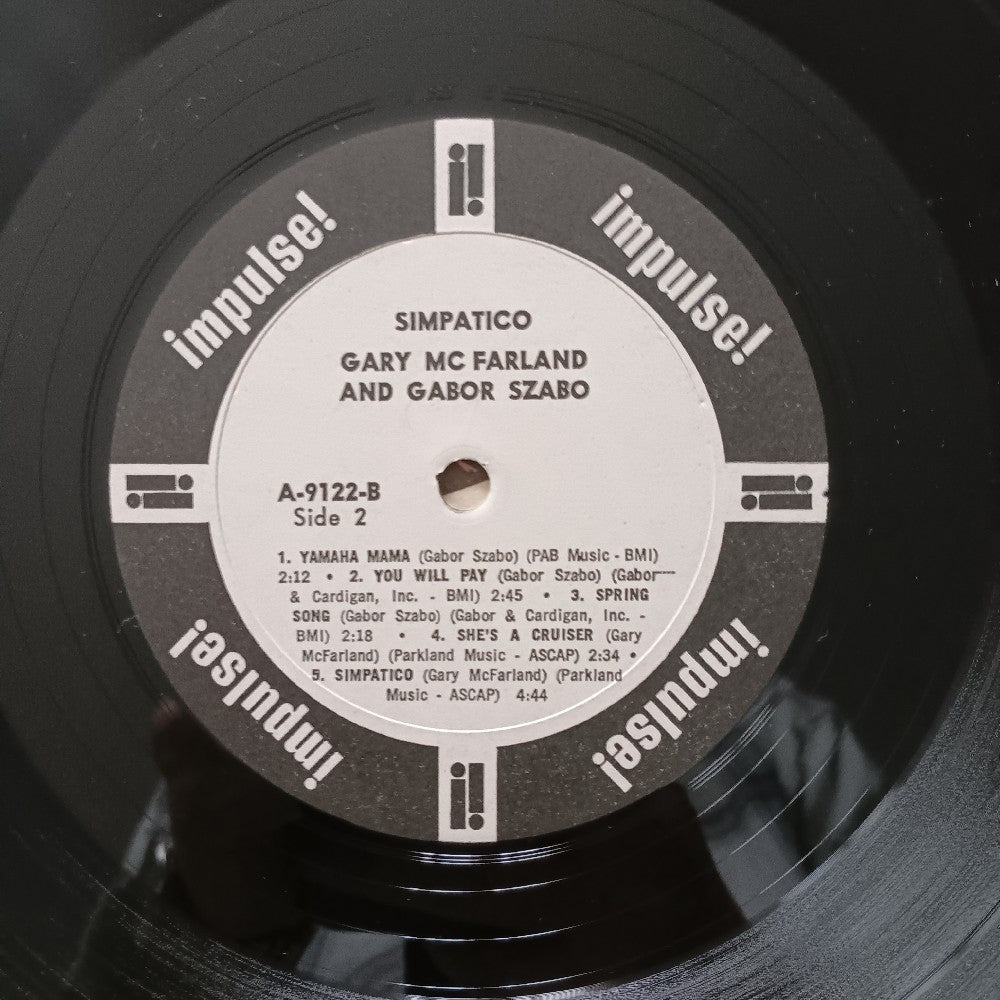 impulse!
impulse!
SIMPATICO
GARY MC FARLAND
AND GABOR SZABO
A-9122-B
Side 2
1. YAMAHA MAMA (Gabor Szabo) (PAB Music - BMI)
2:12 • 2. YOU WILL PAY (Gabor Szabo) (Gabor
& Cardigan, Inc. - BMI) 2:45 • 3. SPRING
SONG (Gabor Szabo) (Gabor & Cardigan, Inc. -
BMI) 2:18 • 4. SHE'S A CRUISER (Gary
McFarland) (Parkland Music - ASCAP) 2:34 •
5. SIMPATICO (Gary McFarland) (Parkland
Music - ASCAP) 4:44
impulse!
impulse!